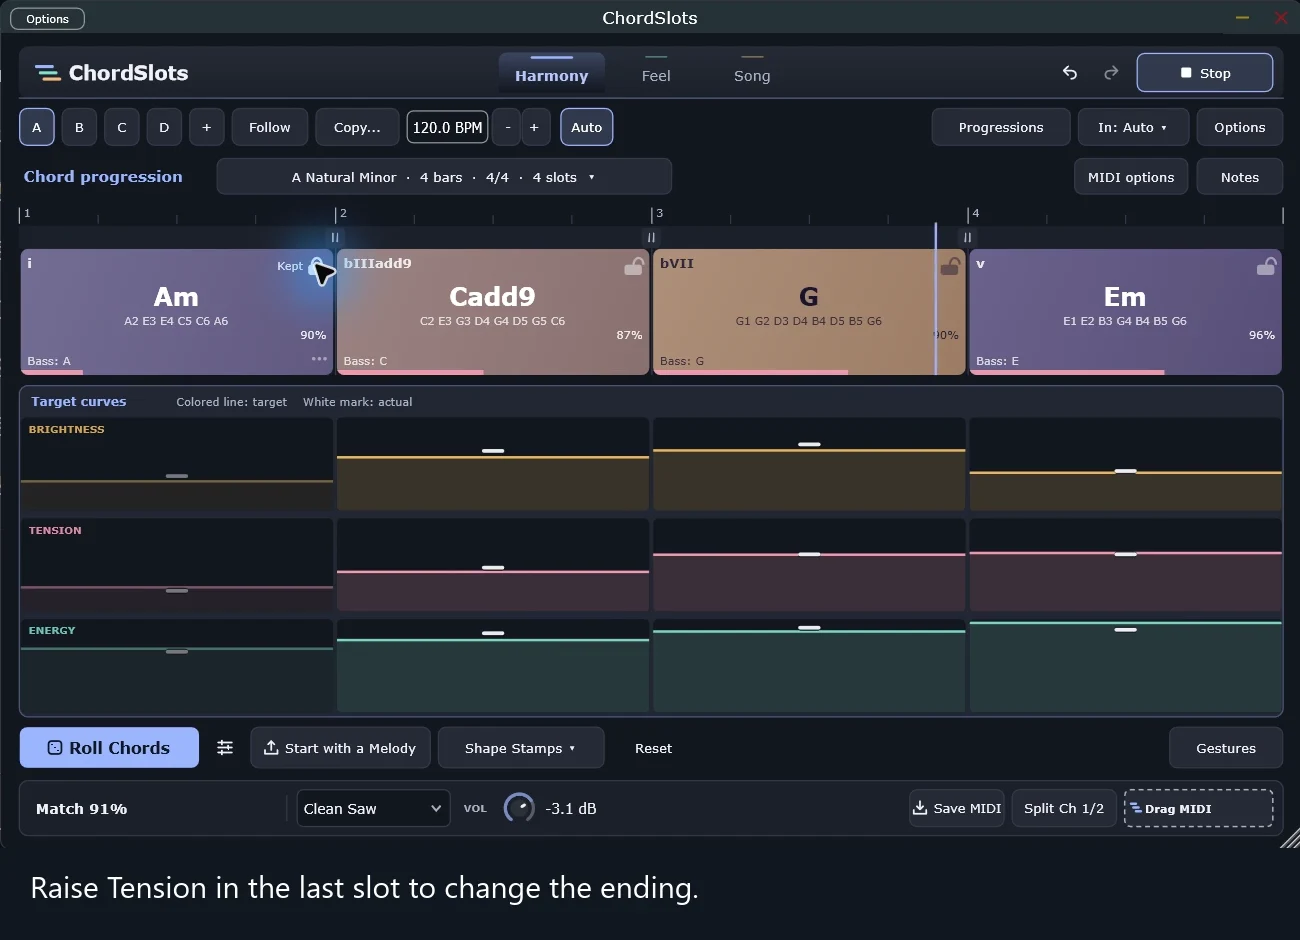 Options
ChordSlots
ChordSlots
Harmony
Feel
Song
Stop
A
B
C
D
+
Follow
Copy...
120.0 BPM
-
+
Auto
Progressions
In: Auto
Options
Chord progression
A Natural Minor · 4 bars · 4/4 · 4 slots
MIDI options
Notes
1
2
3
4
i
Kept
Am
A2 E3 E4 C5 C6 A6
90%
Bass: A
bIIIadd9
Cadd9
C2 E3 G3 D4 G4 D5 G5 C6
87%
Bass: C
bVII
G
G1 G2 D3 D4 B4 D5 B5 G6
90%
Bass: G
v
Em
E1 E2 B3 G4 B4 B5 G6
96%
Bass: E
Target curves
Colored line: target
White mark: actual
BRIGHTNESS
TENSION
ENERGY
Roll Chords
Start with a Melody
Shape Stamps
Reset
Gestures
Match 91%
Clean Saw
VOL
-3.1 dB
Save MIDI
Split Ch 1/2
Drag MIDI
Raise Tension in the last slot to change the ending.